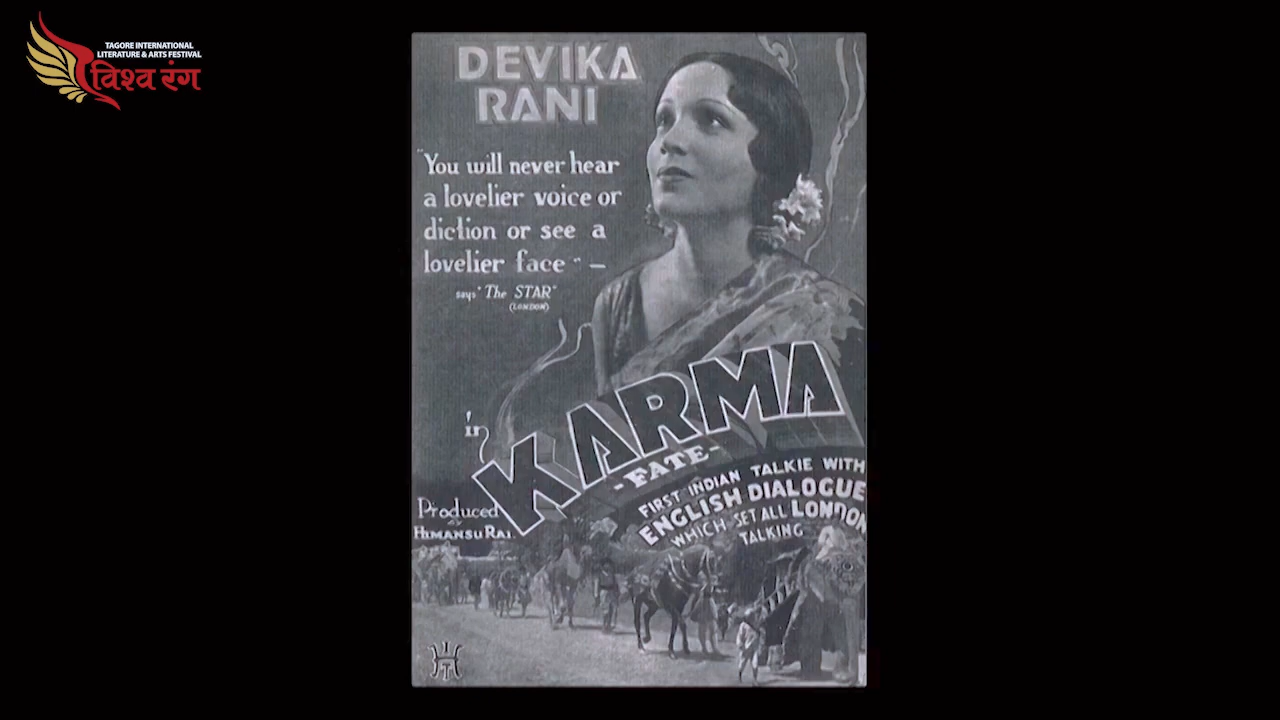 TAGORE INTERNATIONAL
LITERATURE & ARTS FESTIVAL
विश्व रंग
DEVIKA
RANI
"You will never hear
a lovelier voice or
diction or see a
lovelier face" —
says "The STAR"
(LONDON)
in
KARMA
-FATE-
FIRST INDIAN TALKIE WITH
ENGLISH DIALOGUE
WHICH SET ALL LONDON
TALKING
Produced
BY
HIMANSU RAI.
HIT